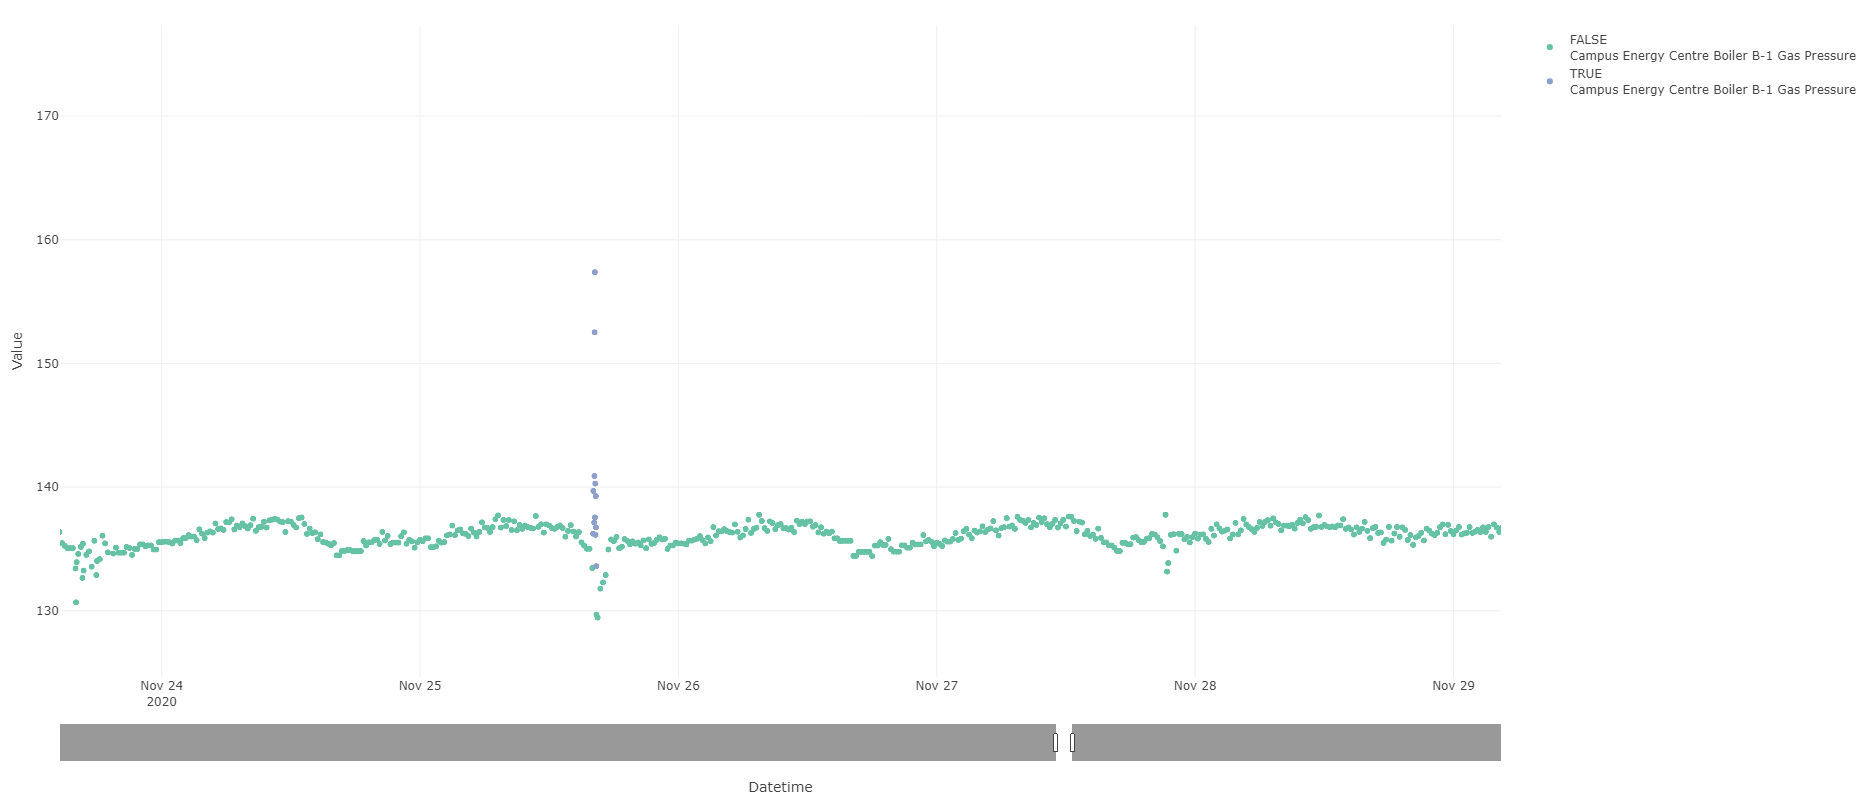 FALSE
Campus Energy Centre Boiler B-1 Gas Pressure
TRUE
Campus Energy Centre Boiler B-1 Gas Pressure
170
160
150
140
130
Value
Nov 24
2020
Nov 25
Nov 26
Nov 27
Nov 28
Nov 29
Datetime